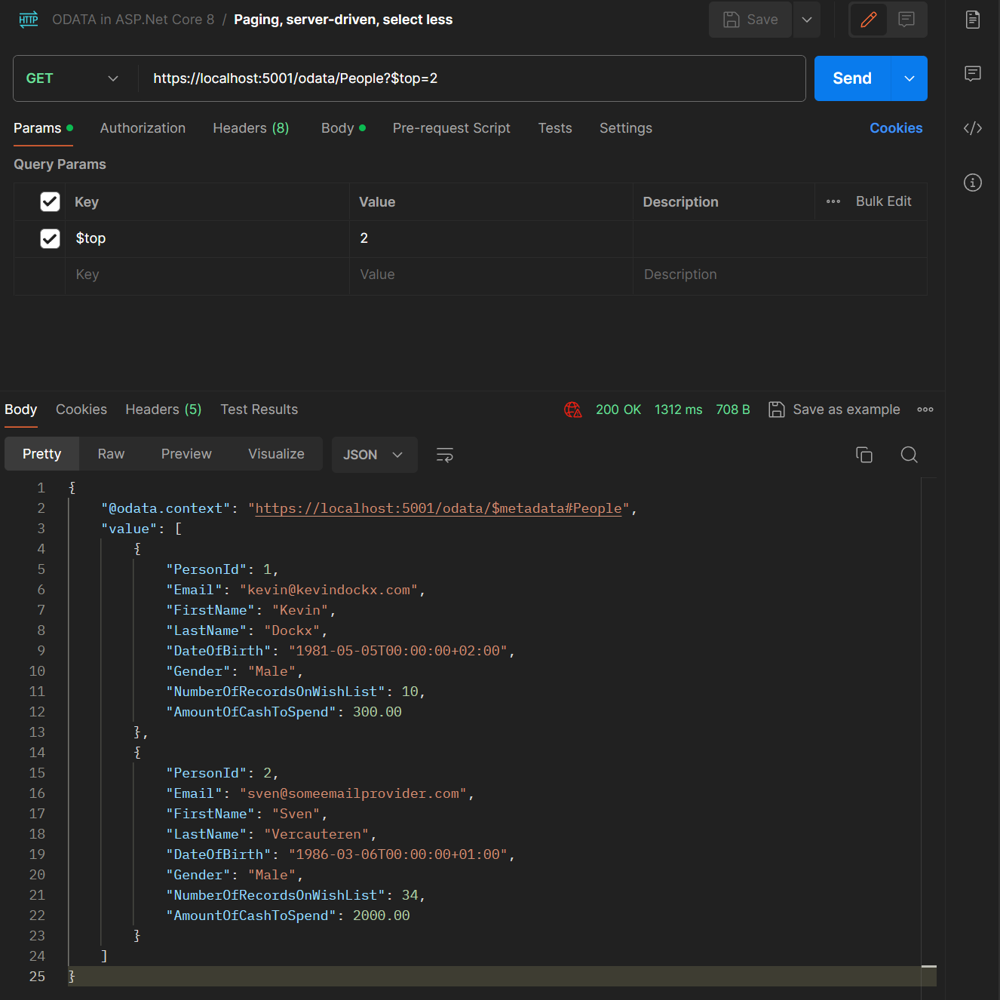 HTTP ODATA in ASP.Net Core 8 / Paging, server-driven, select less Save
GET https://localhost:5001/odata/People?$top=2 Send
Params Authorization Headers (8) Body Pre-request Script Tests Settings Cookies
Query Params
Key Value Description Bulk Edit
$top 2
Key Value Description
Body Cookies Headers (5) Test Results 200 OK 1312 ms 708 B Save as example
Pretty Raw Preview Visualize JSON
1 {
2 "@odata.context": "https://localhost:5001/odata/$metadata#People",
3 "value": [
4 {
5 "PersonId": 1,
6 "Email": "kevin@kevindockx.com",
7 "FirstName": "Kevin",
8 "LastName": "Dockx",
9 "DateOfBirth": "1981-05-05T00:00:00+02:00",
10 "Gender": "Male",
11 "NumberOfRecordsOnWishList": 10,
12 "AmountOfCashToSpend": 300.00
13 },
14 {
15 "PersonId": 2,
16 "Email": "sven@someemailprovider.com",
17 "FirstName": "Sven",
18 "LastName": "Vercauteren",
19 "DateOfBirth": "1986-03-06T00:00:00+01:00",
20 "Gender": "Male",
21 "NumberOfRecordsOnWishList": 34,
22 "AmountOfCashToSpend": 2000.00
23 }
24 ]
25 }